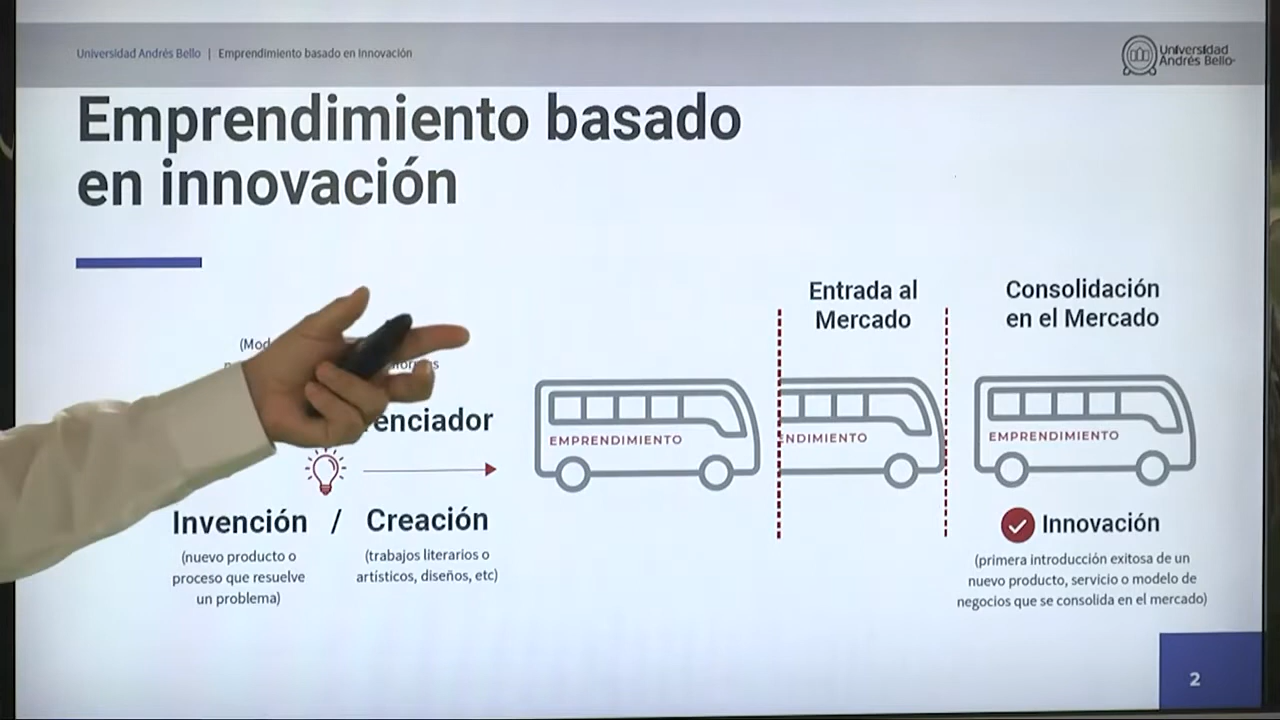 Universidad Andrés Bello | Emprendimiento basado en innovación
Universidad
Andrés Bello
Emprendimiento basado
en innovación
Entrada al
Mercado
Consolidación
en el Mercado
EMPRENDIMIENTO
ENDIMIENTO
EMPRENDIMIENTO
Invención / Creación
(nuevo producto o
proceso que resuelve
un problema)
(trabajos literarios o
artísticos, diseños, etc)
Innovación
(primera introducción exitosa de un
nuevo producto, servicio o modelo de
negocios que se consolida en el mercado)
2